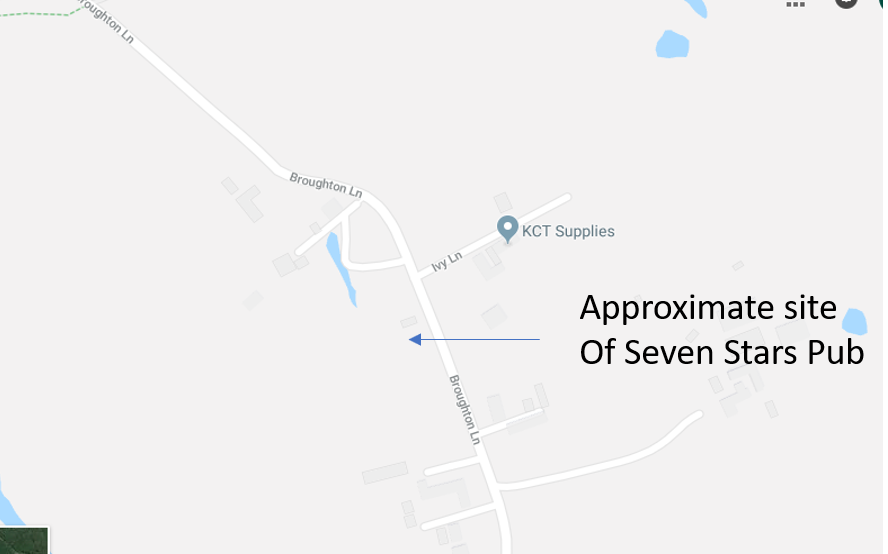 Broughton Ln
Broughton Ln
KCT Supplies
Ivy Ln
Approximate site
Of Seven Stars Pub
Broughton Ln